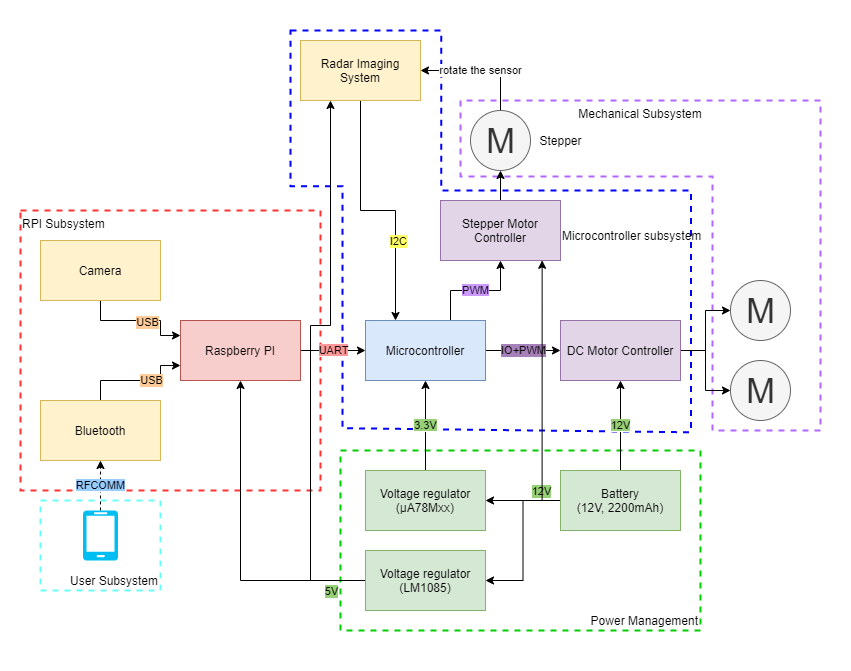 Radar Imaging
System
rotate the sensor
Mechanical Subsystem
M
Stepper
RPI Subsystem
Stepper Motor
Controller
Microcontroller subsystem
I2C
Camera
PWM
M
USB
Raspberry PI
UART
Microcontroller
IO+PWM
DC Motor Controller
USB
M
Bluetooth
3.3V
12V
RFCOMM
Voltage regulator
(µA78Mxx)
12V
Battery
(12V, 2200mAh)
User Subsystem
Voltage regulator
(LM1085)
5V
Power Management